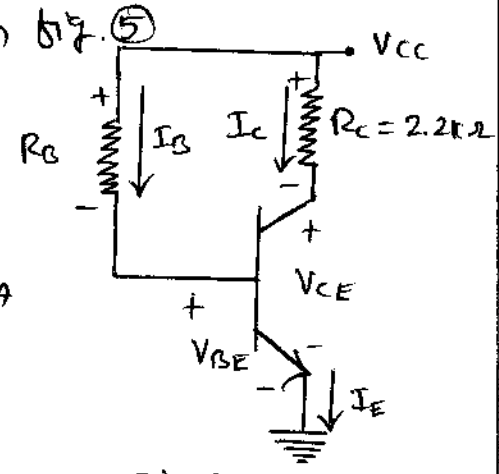 fig. 5
VCC
+
+
RB
IB
IC
RC = 2.2kΩ
-
-
+
VCE
+
VBE
-
-
IE